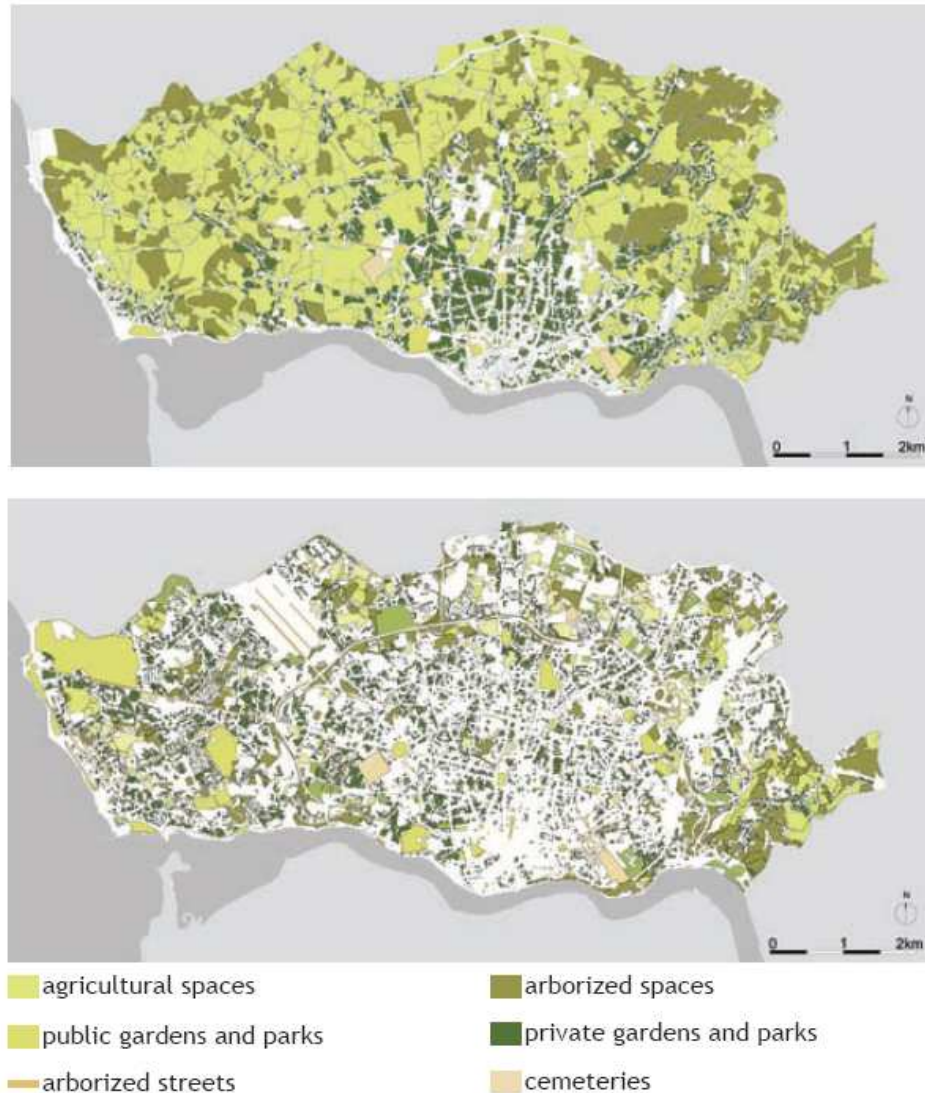 N
0 1 2km
N
0 1 2km
agricultural spaces
arborized spaces
public gardens and parks
private gardens and parks
arborized streets
cemeteries